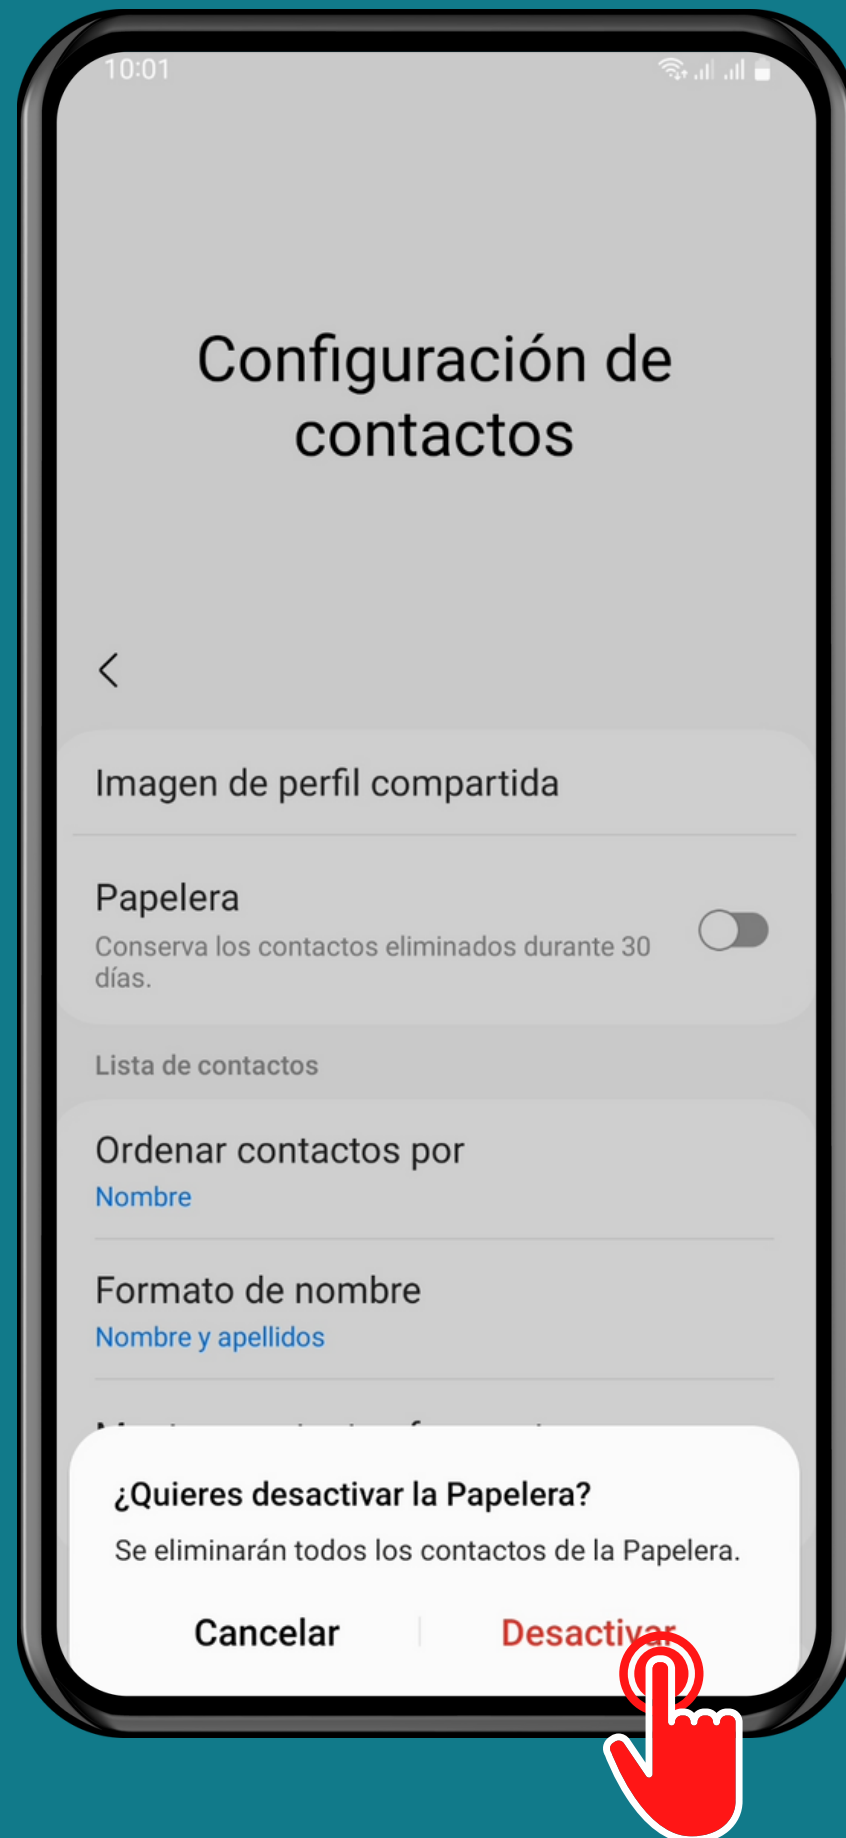 10:01
Configuración de
contactos
Imagen de perfil compartida
Papelera
Conserva los contactos eliminados durante 30
días.
Lista de contactos
Ordenar contactos por
Nombre
Formato de nombre
Nombre y apellidos
¿Quieres desactivar la Papelera?
Se eliminarán todos los contactos de la Papelera.
Cancelar
Desactivar